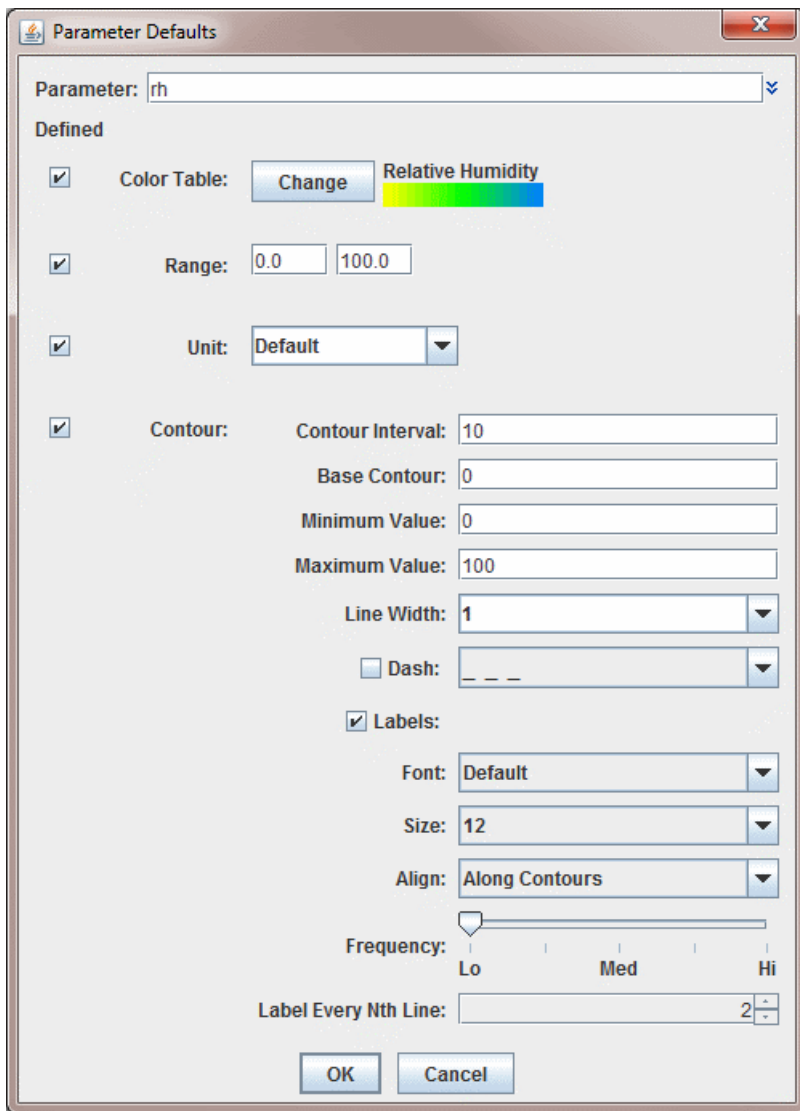 Parameter Defaults
Parameter: rh
Defined
Color Table: Change Relative Humidity
Range: 0.0 100.0
Unit: Default
Contour: Contour Interval: 10
Base Contour: 0
Minimum Value: 0
Maximum Value: 100
Line Width: 1
Dash: _ _ _
Labels:
Font: Default
Size: 12
Align: Along Contours
Frequency:
Lo Med Hi
Label Every Nth Line: 2
OK Cancel